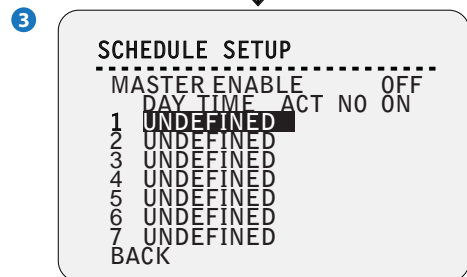 3
SCHEDULE SETUP
MASTER ENABLE OFF
DAY TIME ACT NO ON
1 UNDEFINED
2 UNDEFINED
3 UNDEFINED
4 UNDEFINED
5 UNDEFINED
6 UNDEFINED
7 UNDEFINED
BACK